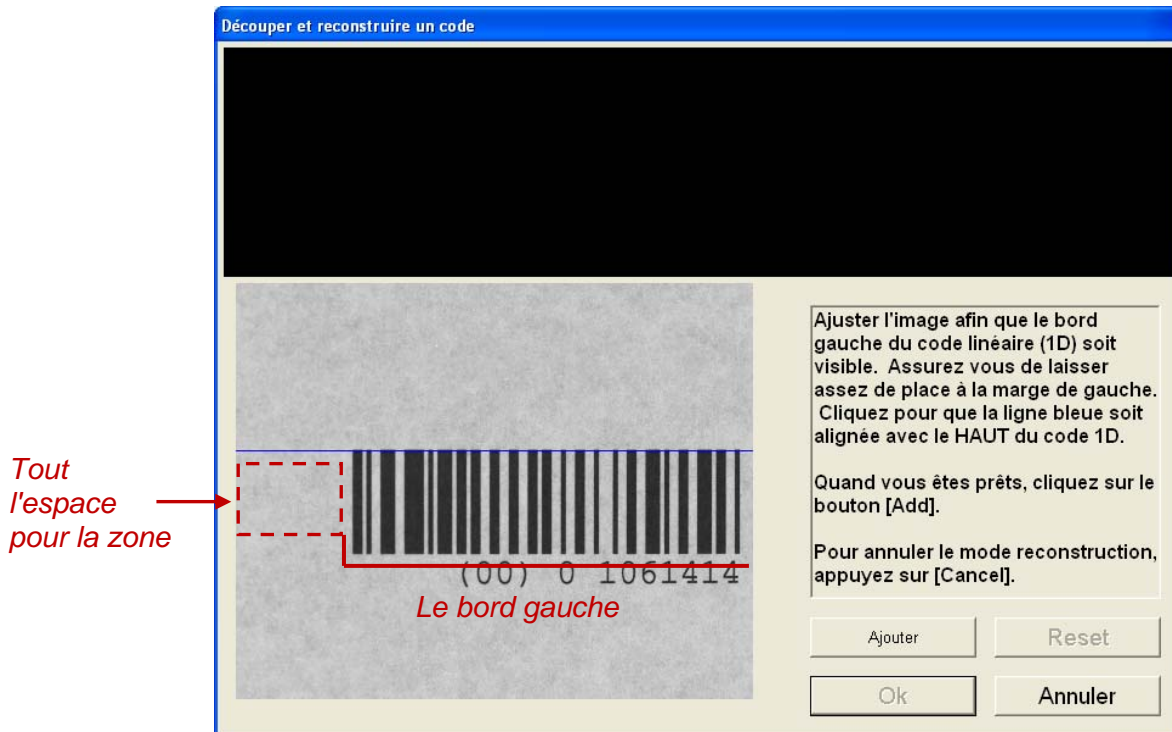 Découper et reconstruire un code
Ajuster l'image afin que le bord
gauche du code linéaire (1D) soit
visible.  Assurez vous de laisser
assez de place à la marge de gauche.
Cliquez pour que la ligne bleue soit
alignée avec le HAUT du code 1D.
Quand vous êtes prêts, cliquez sur le
bouton [Add].
Pour annuler le mode reconstruction,
appuyez sur [Cancel].
Tout
l'espace
pour la zone
(00) 0 1061414
Le bord gauche
Ajouter
Reset
Ok
Annuler